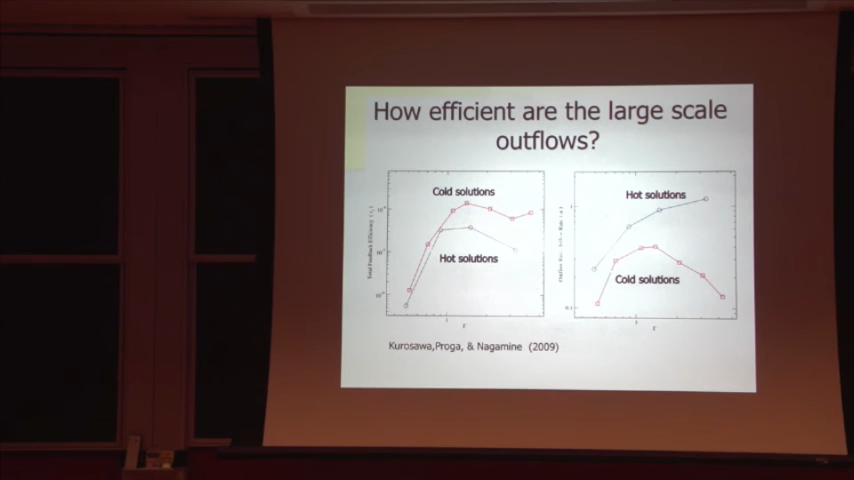 How efficient are the large scale
outflows?
Cold solutions
Hot solutions
Hot solutions
Cold solutions
Kurosawa,Proga, & Nagamine (2009)